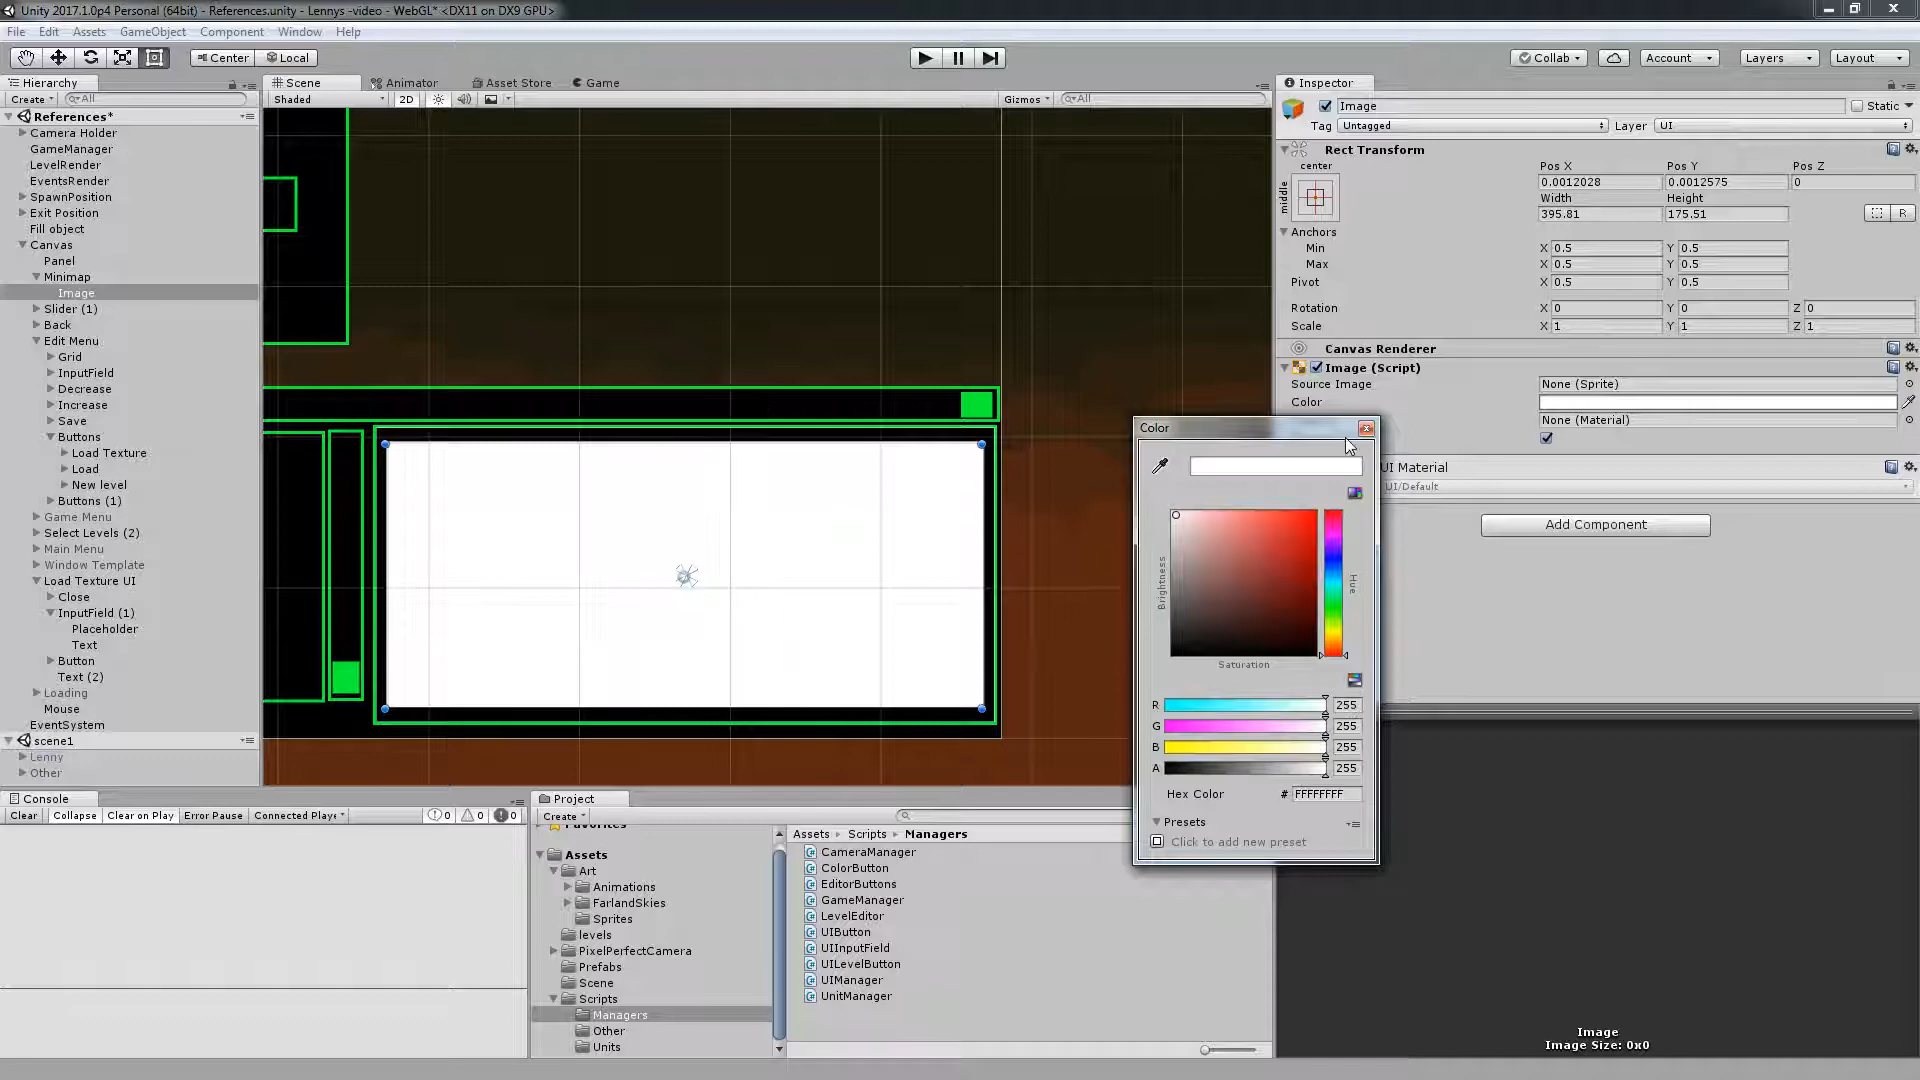 Unity 2017.1.0p4 Personal (64bit) - References.unity - Lennys -video - WebGL* <DX11 on DX9 GPU>
File Edit Assets GameObject Component Window Help
Center Local Collab Account Layers Layout
Hierarchy
Create All
References*
Camera Holder
GameManager
LevelRender
EventsRender
SpawnPosition
Exit Position
Fill object
Canvas
Panel
Minimap
Image
Slider (1)
Back
Edit Menu
Grid
InputField
Decrease
Increase
Save
Buttons
Load Texture
Load
New level
Buttons (1)
Game Menu
Select Levels (2)
Main Menu
Window Template
Load Texture UI
Close
InputField (1)
Placeholder
Text
Button
Text (2)
Loading
Mouse
EventSystem
scene1
Lenny
Other
Scene Animator Asset Store Game
Shaded 2D Gizmos All
Inspector
Image Static
Tag Untagged Layer UI
Rect Transform
center
middle
Pos X Pos Y Pos Z
0.0012028 0.0012575 0
Width Height
395.81 175.51 R
Anchors
Min X 0.5 Y 0.5
Max X 0.5 Y 0.5
Pivot X 0.5 Y 0.5
Rotation X 0 Y 0 Z 0
Scale X 1 Y 1 Z 1
Canvas Renderer
Image (Script)
Source Image None (Sprite)
Color
None (Material)
UI Material
UI/Default
Add Component
Color
Brightness
Hue
Saturation
R 255
G 255
B 255
A 255
Hex Color # FFFFFFFF
Presets
Click to add new preset
Console
Clear Collapse Clear on Play Error Pause Connected Playe 0 0 0
Project
Create
Favorites
Assets
Art
Animations
FarlandSkies
Sprites
levels
PixelPerfectCamera
Prefabs
Scene
Scripts
Managers
Other
Units
Assets Scripts Managers
CameraManager
ColorButton
EditorButtons
GameManager
LevelEditor
UIButton
UIInputField
UILevelButton
UIManager
UnitManager
Image
Image Size: 0x0